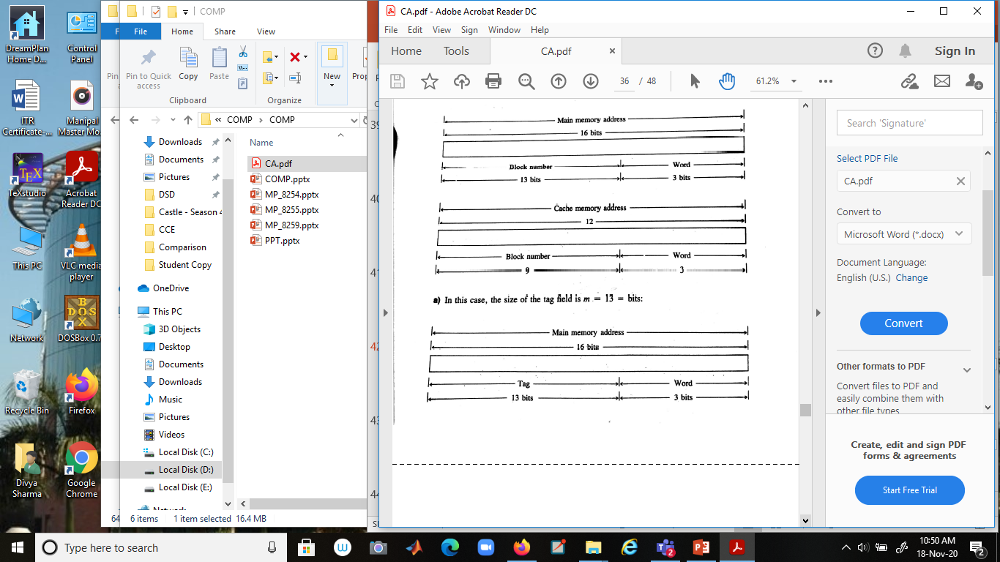 DreamPlan
Home D...
Control
Panel
ITR
Certificate-...
Manipal
Master Mo...
TeXstudio
Acrobat
Reader DC
This PC
VLC media
player
Network
DOSBox 0.7
Recycle Bin
Firefox
Divya
Sharma
Google
Chrome
COMP
File
Home
Share
View
Pin to Quick
access
Copy
Paste
New
Clipboard
Organize
COMP
COMP
Downloads
Documents
Pictures
DSD
Castle - Season 4
CCE
Comparison
Student Copy
OneDrive
This PC
3D Objects
Desktop
Documents
Downloads
Music
Pictures
Videos
Local Disk (C:)
Local Disk (D:)
Local Disk (E:)
Name
CA.pdf
COMP.pptx
MP_8254.pptx
MP_8255.pptx
MP_8259.pptx
PPT.pptx
6 items 1 item selected 16.4 MB
CA.pdf - Adobe Acrobat Reader DC
File Edit View Sign Window Help
Home Tools CA.pdf Sign In
36 / 48 61.2%
Main memory address
16 bits
Block number Word
13 bits 3 bits
Cache memory address
12
Block number Word
9 3
a) In this case, the size of the tag field is m = 13 = bits:
Main memory address
16 bits
Tag Word
13 bits 3 bits
Search 'Signature'
Select PDF File
CA.pdf
Convert to
Microsoft Word (*.docx)
Document Language:
English (U.S.) Change
Convert
Other formats to PDF
Convert files to PDF and
easily combine them with
other file types
Create, edit and sign PDF
forms & agreements
Start Free Trial
Type here to search
10:50 AM
18-Nov-20
2